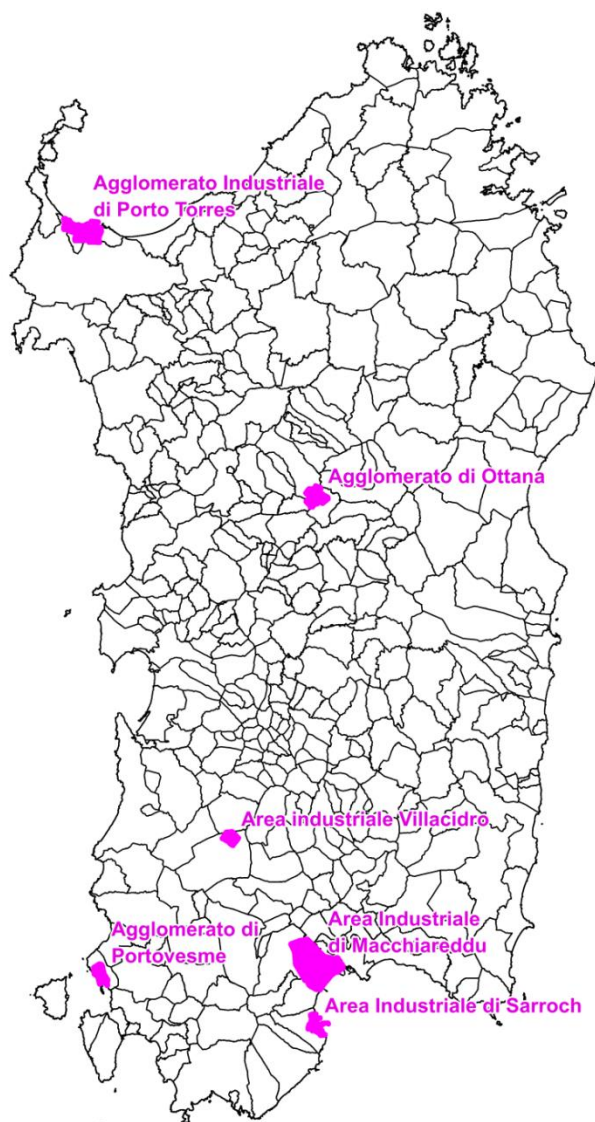 Agglomerato Industriale
di Porto Torres
Agglomerato di Ottana
Area industriale Villacidro
Agglomerato di
Portovesme
Area Industriale
di Macchiareddu
Area Industriale di Sarroch